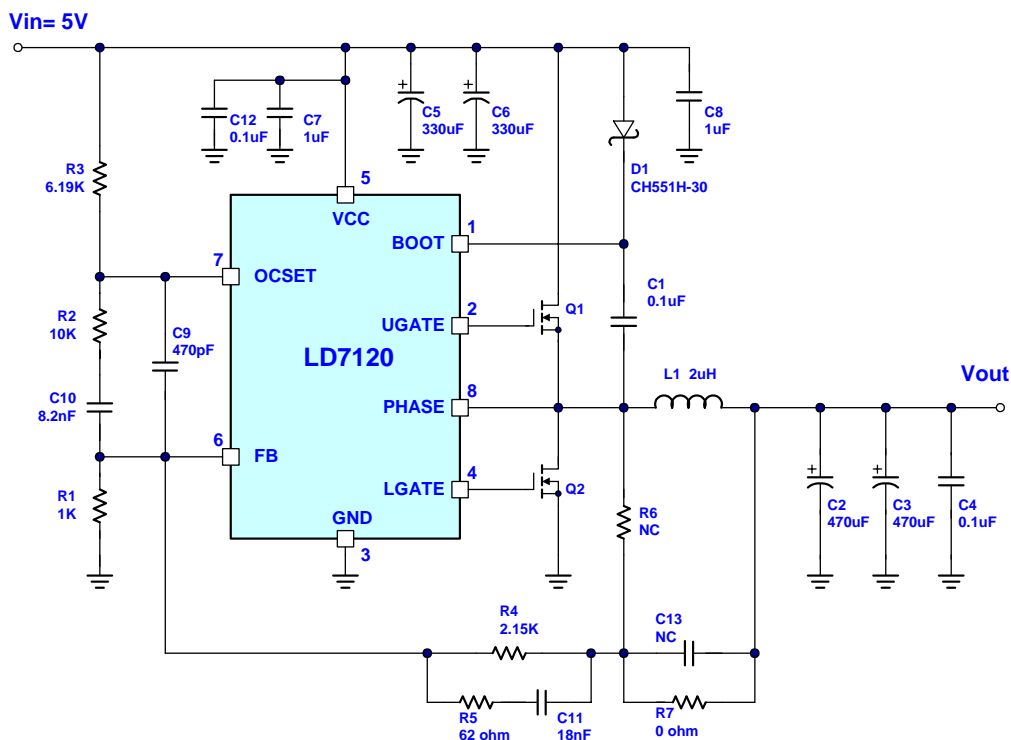 Vin= 5V
C12
0.1uF
C7
1uF
+
C5
330uF
+
C6
330uF
C8
1uF
D1
CH551H-30
R3
6.19K
5
VCC
1
BOOT
7
OCSET
C1
0.1uF
R2
10K
C9
470pF
2
UGATE
Q1
LD7120
L1 2uH
Vout
C10
8.2nF
8
PHASE
6
FB
4
LGATE
Q2
R1
1K
GND
3
R6
NC
+
C2
470uF
+
C3
470uF
C4
0.1uF
R4
2.15K
C13
NC
R5
62 ohm
C11
18nF
R7
0 ohm